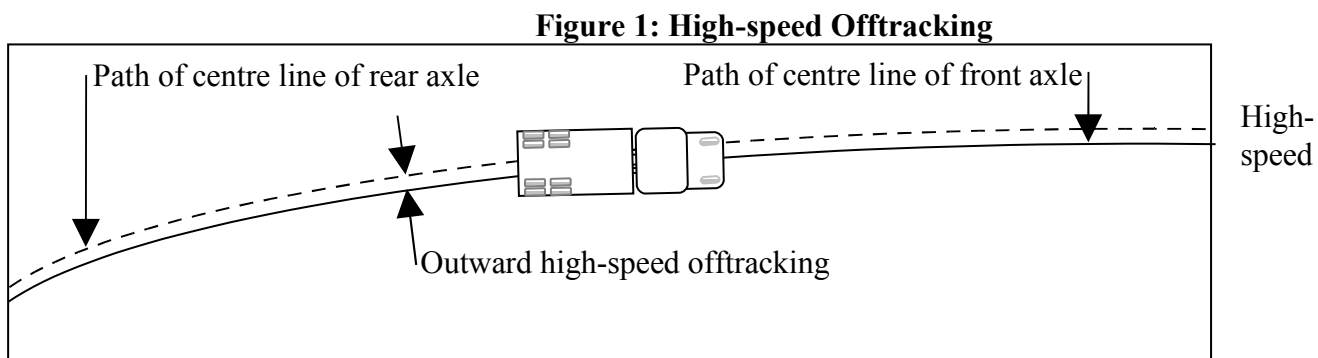 Figure 1: High-speed Offtracking
Path of centre line of rear axle
Path of centre line of front axle
High-
speed
Outward high-speed offtracking